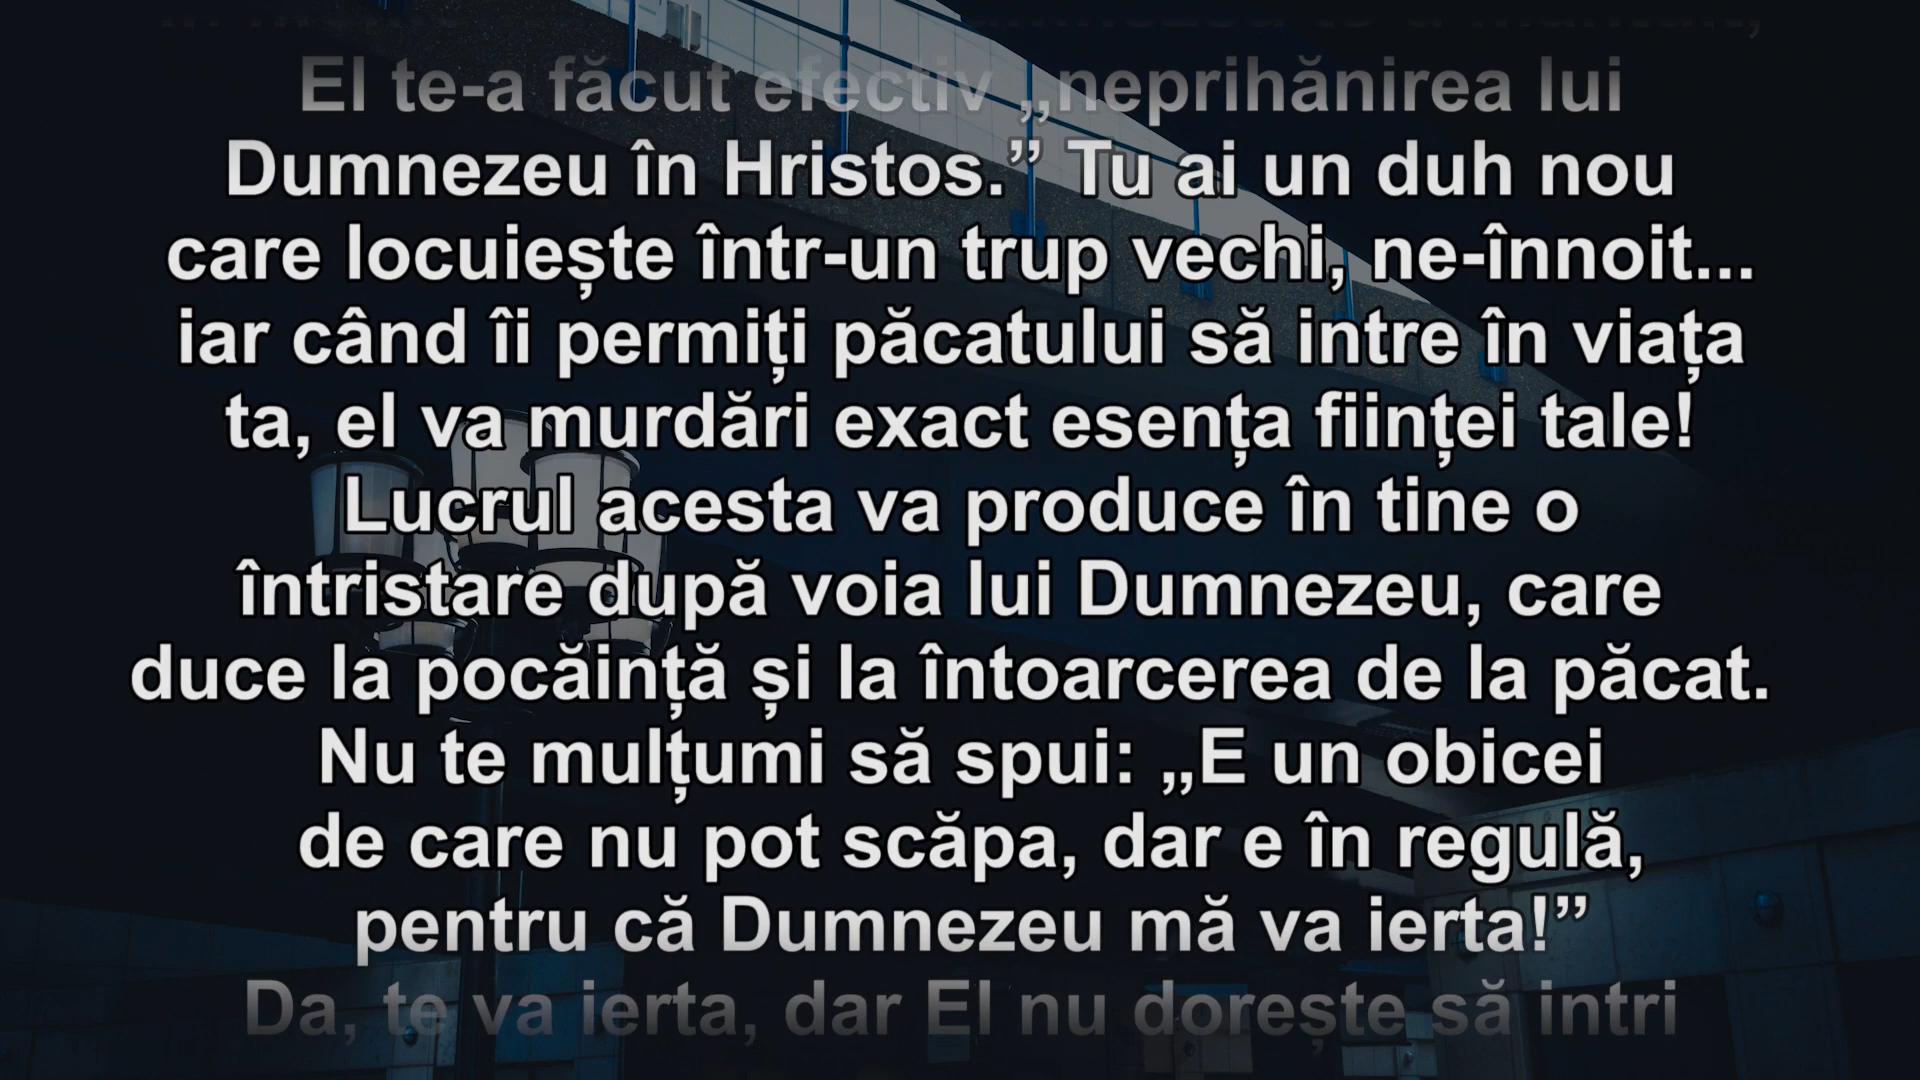 El te-a făcut efectiv „neprihănirea lui
Dumnezeu în Hristos.” Tu ai un duh nou
care locuiește într-un trup vechi, ne-înnoit...
iar când îi permiți păcatului să intre în viața
ta, el va murdări exact esența ființei tale!
Lucrul acesta va produce în tine o
întristare după voia lui Dumnezeu, care
duce la pocăință și la întoarcerea de la păcat.
Nu te mulțumi să spui: „E un obicei
de care nu pot scăpa, dar e în regulă,
pentru că Dumnezeu mă va ierta!”
Da, te va ierta, dar El nu dorește să intri